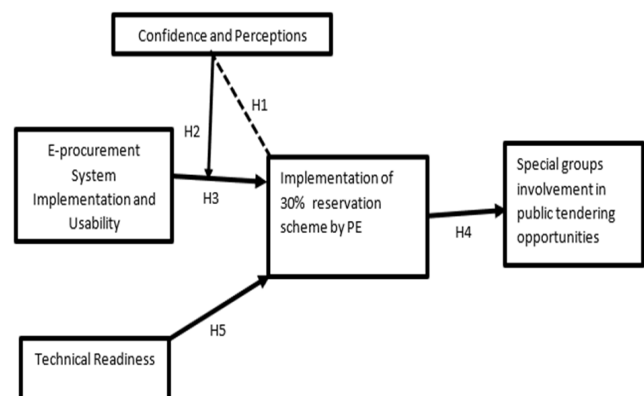 Confidence and Perceptions
H1
H2
E-procurement
System
Implementation and
Usability
H3
Implementation of
30% reservation
scheme by PE
H4
Special groups
involvement in
public tendering
opportunities
H5
Technical Readiness